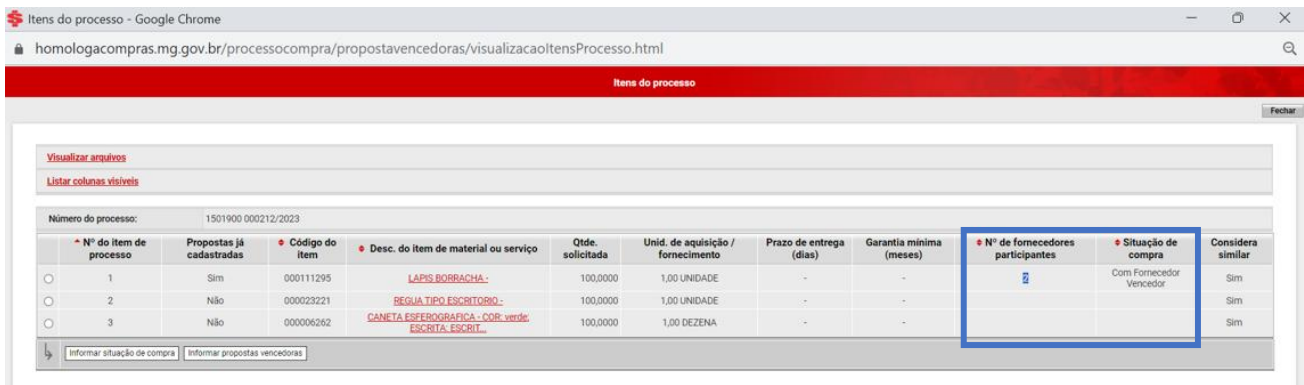 Itens do processo - Google Chrome
homologacompras.mg.gov.br/processocompra/propostavencedoras/visualizacaoItensProcesso.html
Itens do processo
Fechar
Visualizar arquivos
Listar colunas visíveis
Número do processo: 1501900 000212/2023
Nº do item de processo Propostas já cadastradas Código do item Desc. do item de material ou serviço Qtde. solicitada Unid. de aquisição / fornecimento Prazo de entrega (dias) Garantia mínima (meses) Nº de fornecedores participantes Situação de compra Considera similar
1 Sim 000111295 LAPIS BORRACHA - 100,0000 1,00 UNIDADE - - 2 Com Fornecedor Vencedor Sim
2 Não 000023221 REGUA TIPO ESCRITORIO - 100,0000 1,00 UNIDADE - - Sim
3 Não 000006262 CANETA ESFEROGRAFICA - COR: verde; ESCRITA: ESCRIT... 100,0000 1,00 DEZENA - - Sim
Informar situação de compra Informar propostas vencedoras